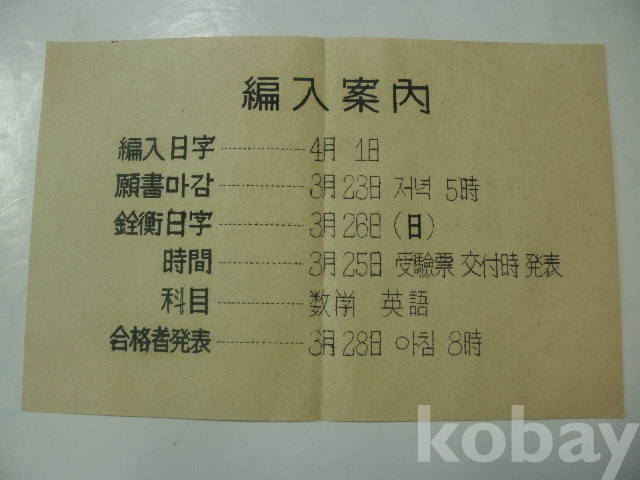 編入案內
編入日字 4月 1日
願書마감 3月 23日 저녁 5時
銓衡日字 3月 26日 (日)
時間 3月 25日 受驗票 交付時 発表
科目 数学 英語
合格者発表 3月 28日 아침 8時
kobay